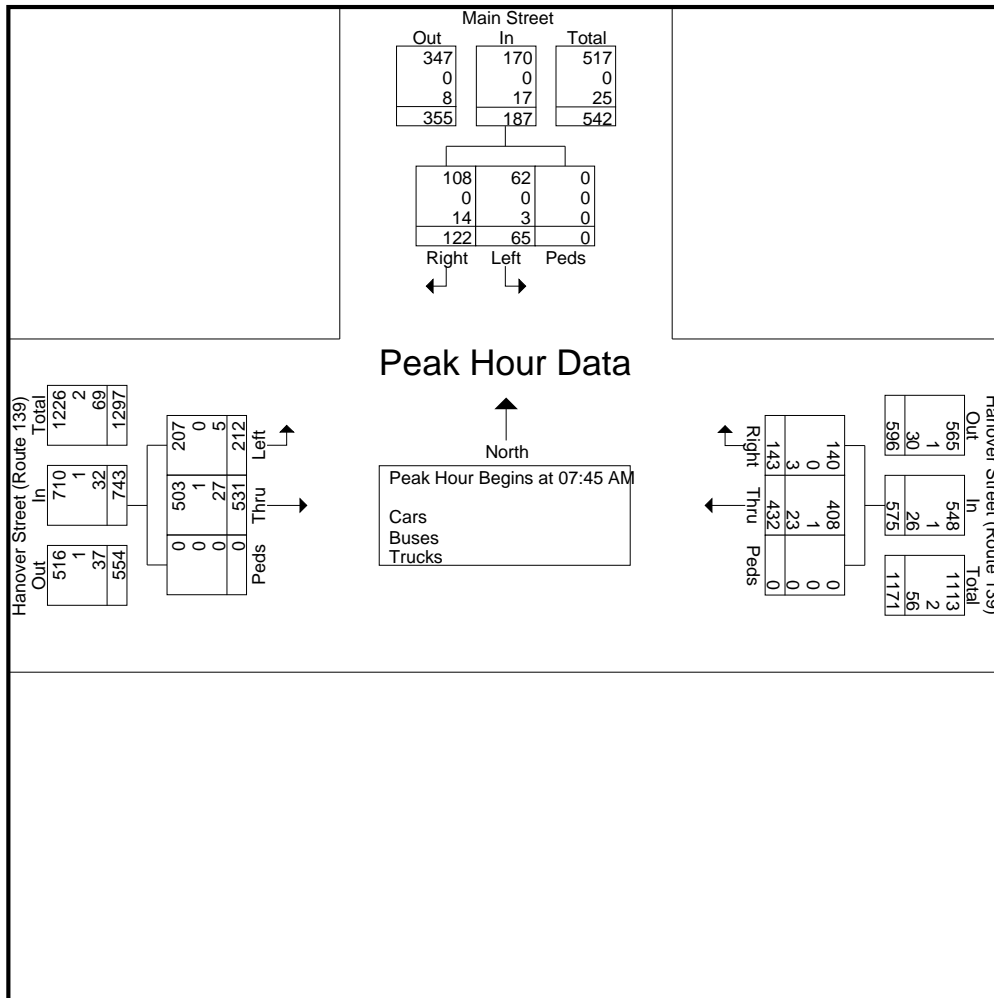 Main Street
Out In Total
347 170 517
0 0 0
8 17 25
355 187 542
108 62 0
0 0 0
14 3 0
122 65 0
Right Left Peds
Peak Hour Data
North
Peak Hour Begins at 07:45 AM
Cars
Buses
Trucks
Hanover Street (Route 139)
Out In Total
516 710 1226
1 1 2
37 32 69
554 743 1297
207 503 0
0 1 0
5 27 0
212 531 0
Left Thru Peds
Hanover Street (Route 139)
Out In Total
565 548 1113
1 1 2
30 26 56
596 575 1171
140 408 0
0 1 0
3 23 0
143 432 0
Right Thru Peds